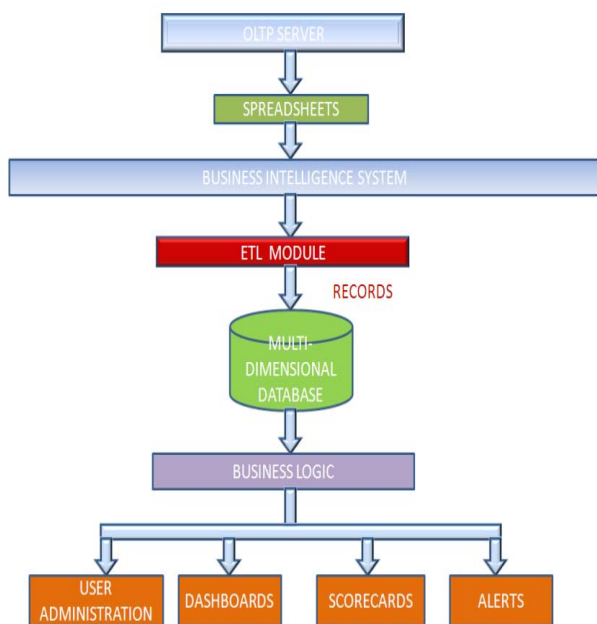 OLTP SERVER
SPREADSHEETS
BUSINESS INTELLIGENCE SYSTEM
ETL MODULE
RECORDS
MULTI-
DIMENSIONAL
DATABASE
BUSINESS LOGIC
USER
ADMINISTRATION
DASHBOARDS
SCORECARDS
ALERTS